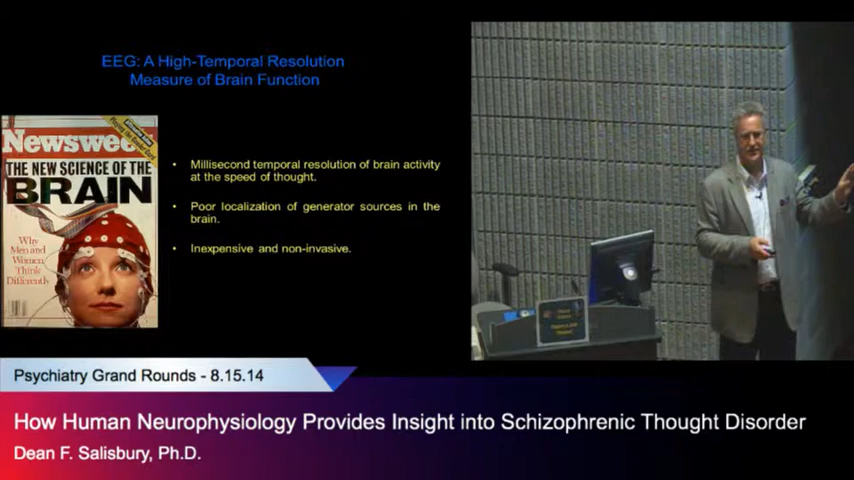 EEG: A High-Temporal Resolution
Measure of Brain Function
Newsweek
THE NEW SCIENCE OF THE
BRAIN
Why
Men and
Women
Think
Differently
• Millisecond temporal resolution of brain activity
at the speed of thought.
• Poor localization of generator sources in the
brain.
• Inexpensive and non-invasive.
Psychiatry Grand Rounds - 8.15.14
How Human Neurophysiology Provides Insight into Schizophrenic Thought Disorder
Dean F. Salisbury, Ph.D.